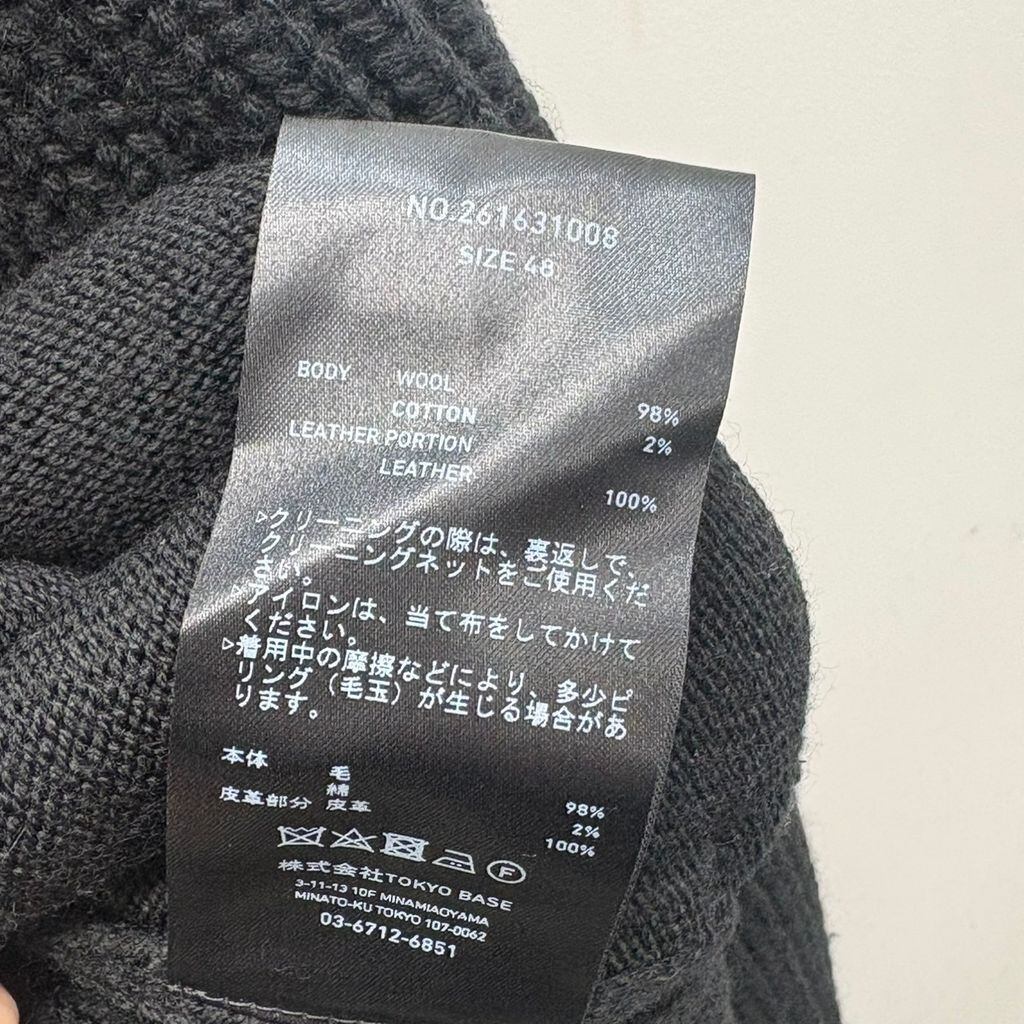 NO.261631008
SIZE 48
BODY WOOL 98%
COTTON 2%
LEATHER PORTION
LEATHER 100%
▷クリーニングの際は、裏返しで、
クリーニングネットをご使用くだ
さい。
アイロンは、当て布をしてかけて
ください。
▷着用中の摩擦などにより、多少ピ
リング（毛玉）が生じる場合があ
ります。
本体 毛 98%
綿 2%
皮革部分 皮革 100%
F
株式会社TOKYO BASE
3-11-13 10F MINAMIAOYAMA
MINATO-KU TOKYO 107-0062
03-6712-6851